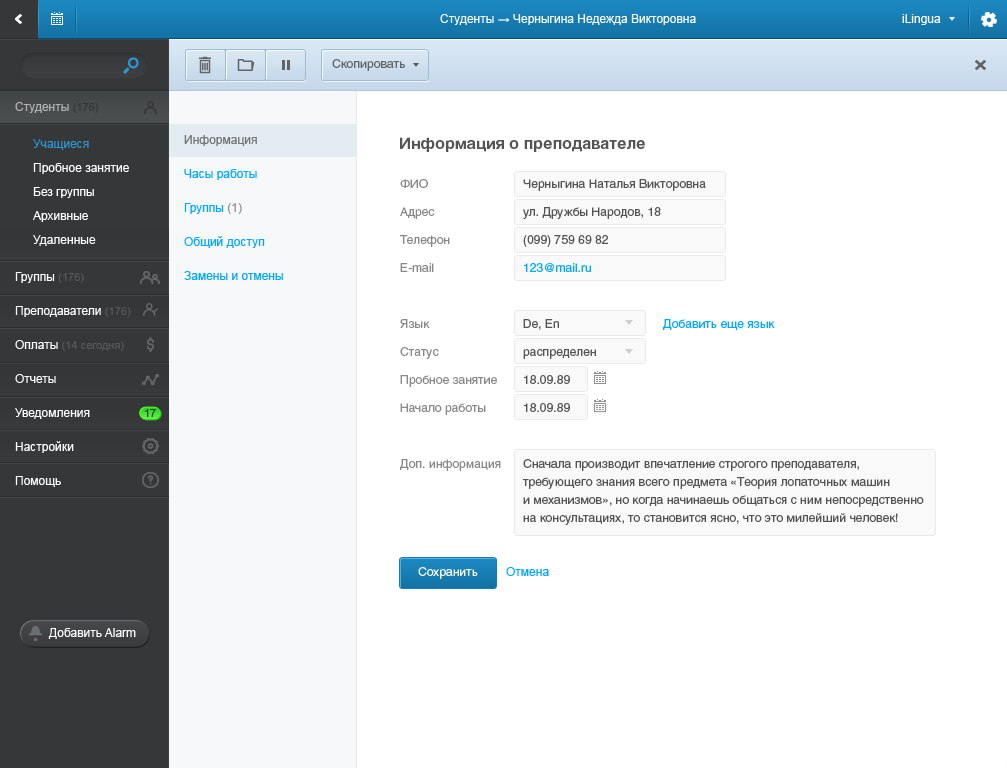 Студенты → Черныгина Надежда Викторовна
iLingua
Скопировать
Студенты (176)
Учащиеся
Пробное занятие
Без группы
Архивные
Удаленные
Группы (176)
Преподаватели (176)
Оплаты (14 сегодня)
Отчеты
Уведомления 17
Настройки
Помощь
Добавить Alarm
Информация
Часы работы
Группы (1)
Общий доступ
Замены и отмены
Информация о преподавателе
ФИО Черныгина Наталья Викторовна
Адрес ул. Дружбы Народов, 18
Телефон (099) 759 69 82
E-mail 123@mail.ru
Язык De, En Добавить еще язык
Статус распределен
Пробное занятие 18.09.89
Начало работы 18.09.89
Доп. информация Сначала производит впечатление строгого преподавателя,
требующего знания всего предмета «Теория лопаточных машин
и механизмов», но когда начинаешь общаться с ним непосредственно
на консультациях, то становится ясно, что это милейший человек!
Сохранить Отмена